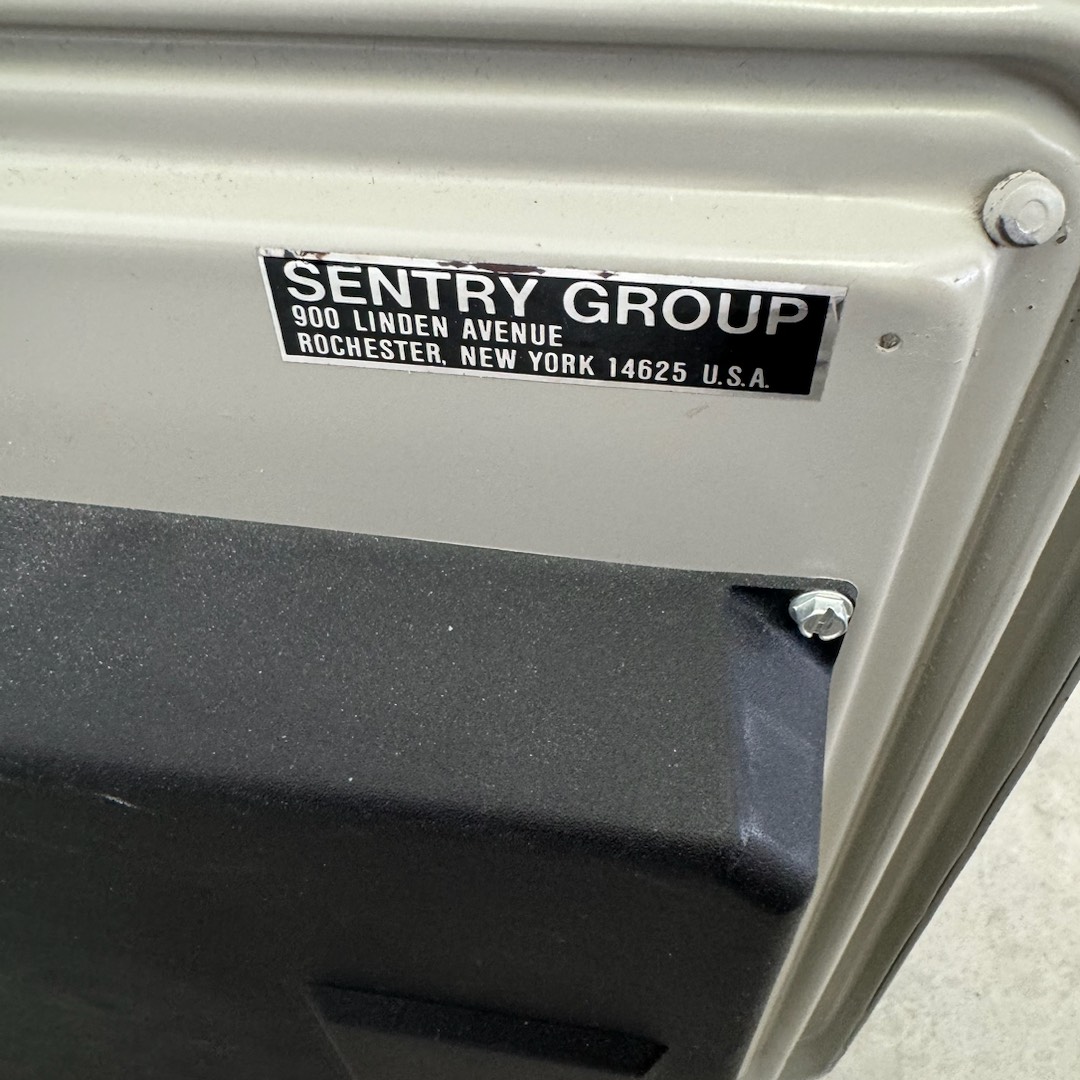 SENTRY GROUP
900 LINDEN AVENUE
ROCHESTER, NEW YORK 14625 U.S.A.